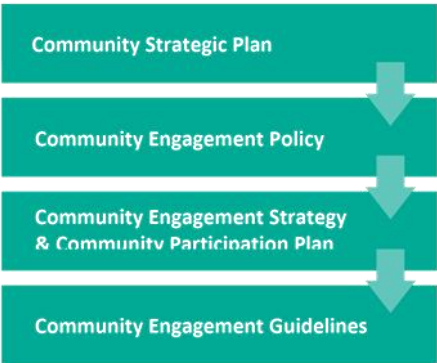 Community Strategic Plan
Community Engagement Policy
Community Engagement Strategy
& Community Participation Plan
Community Engagement Guidelines